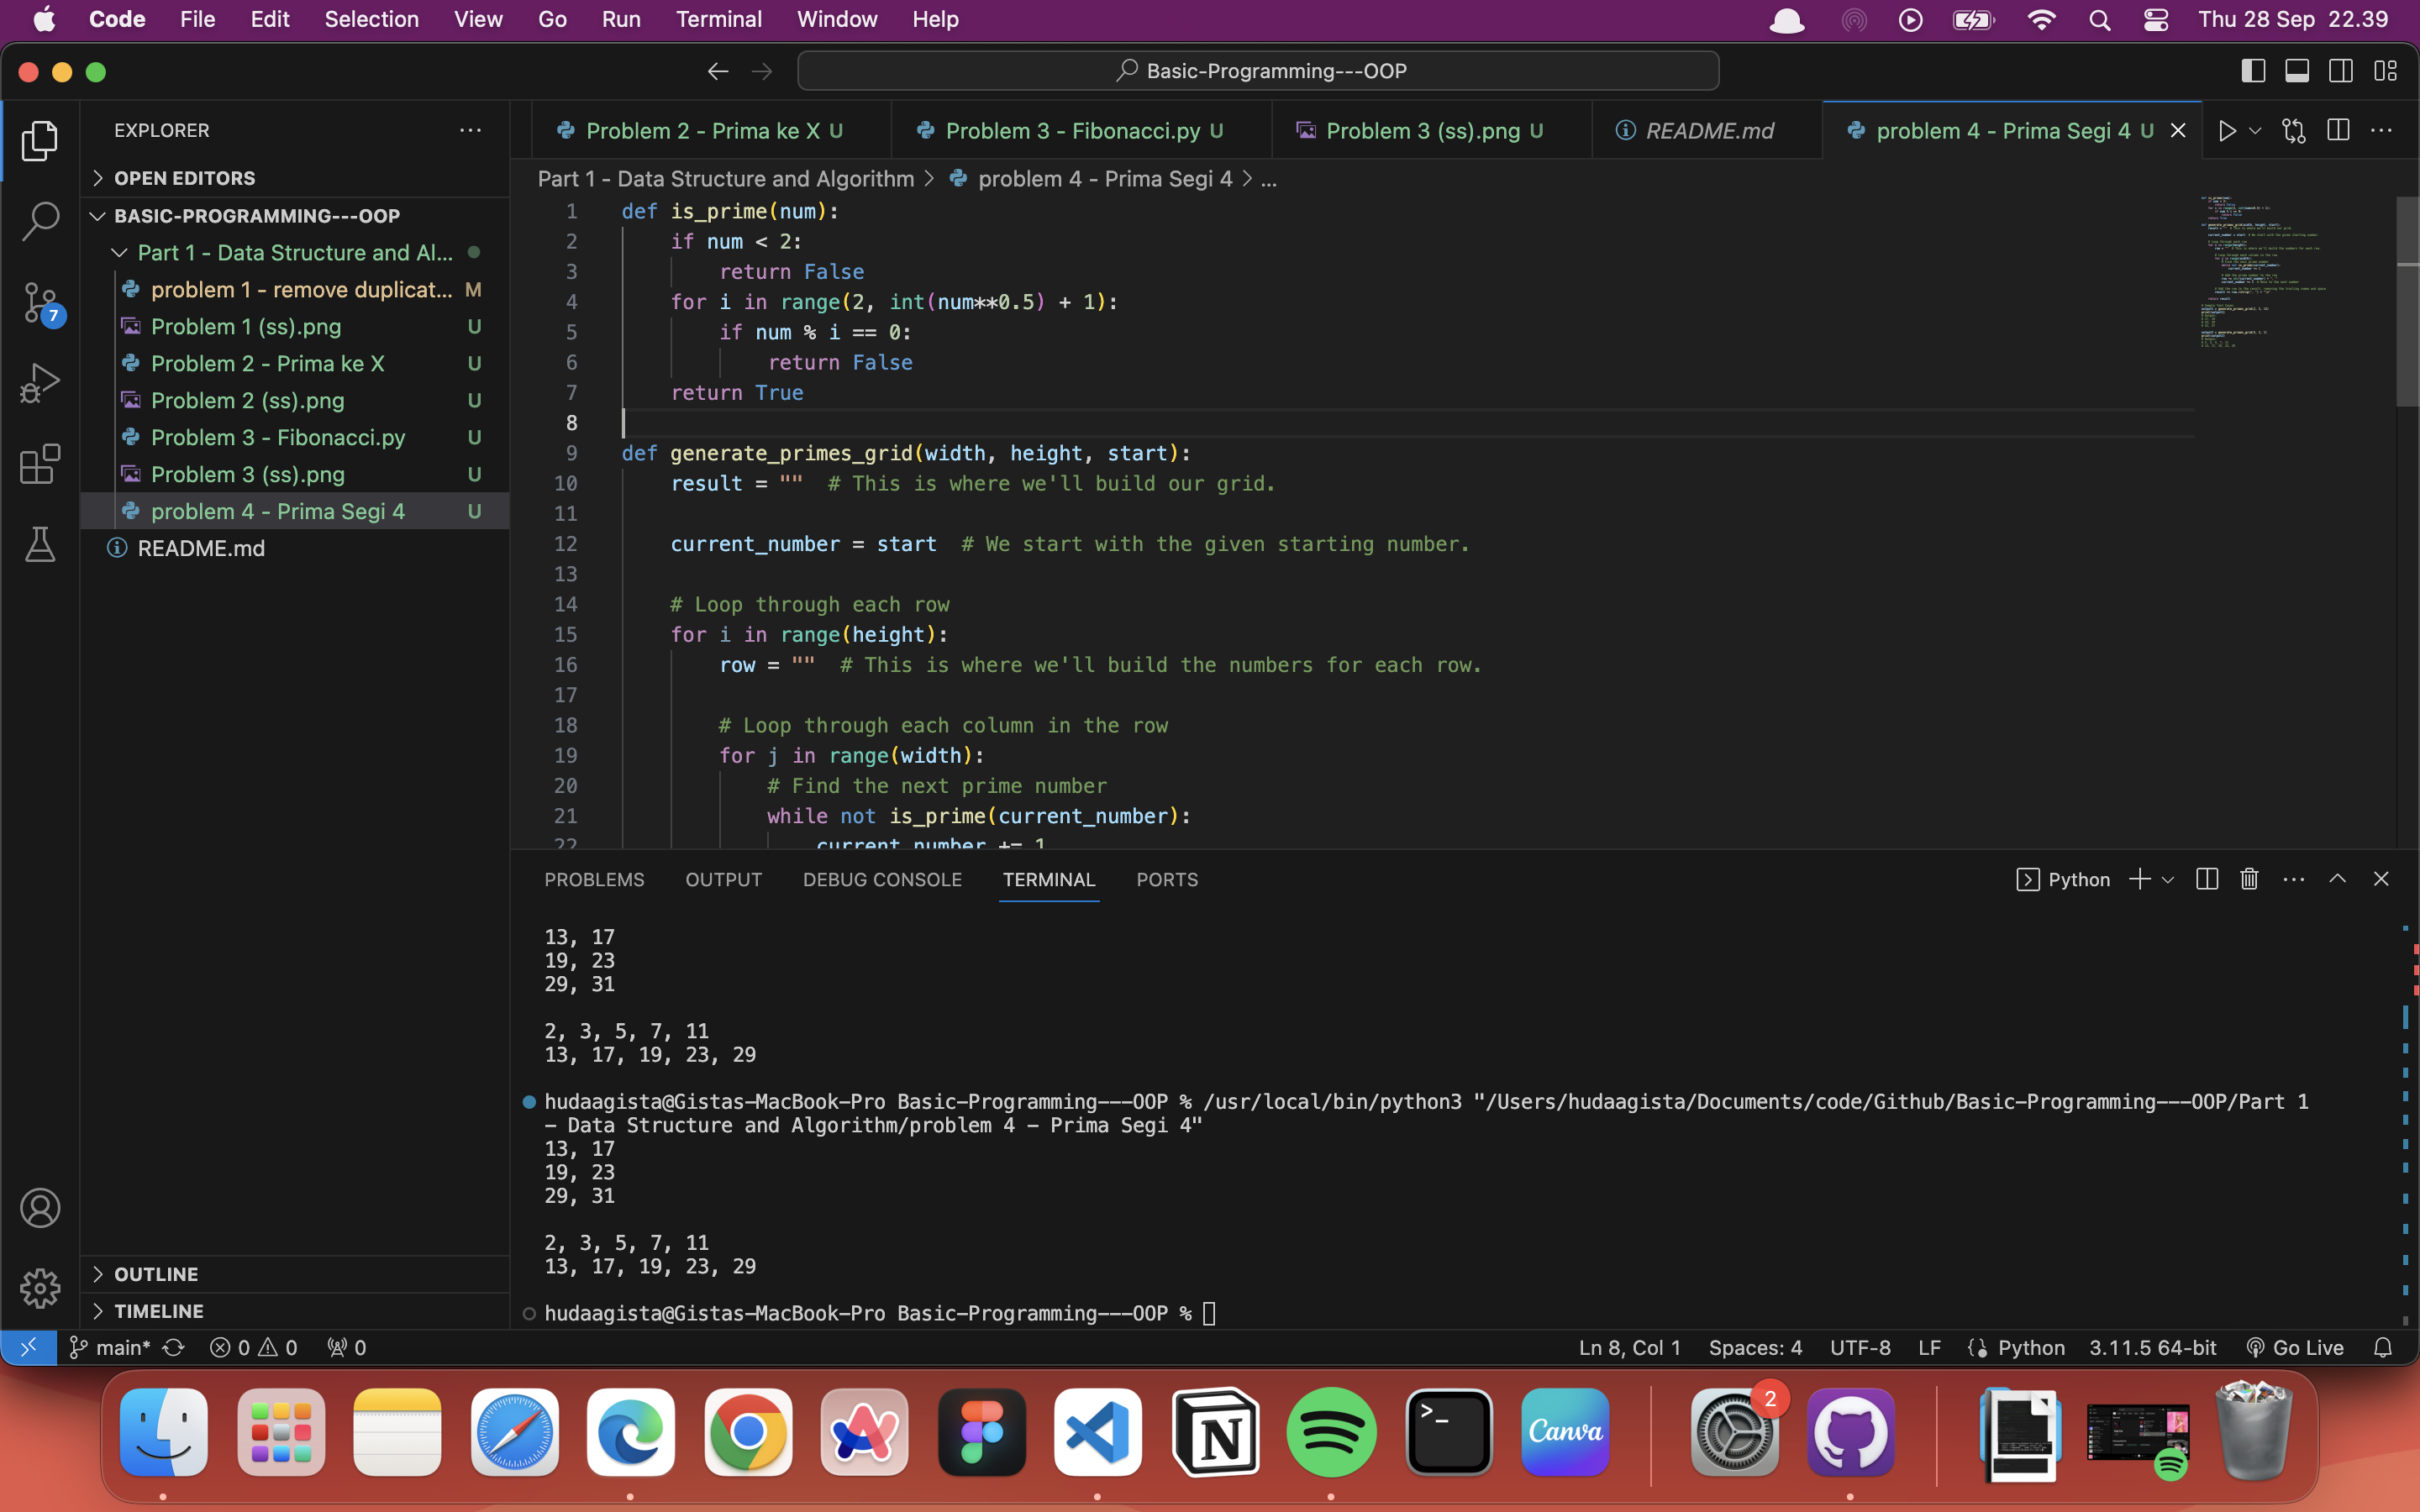 Code File Edit Selection View Go Run Terminal Window Help Thu 28 Sep 22.39
Basic-Programming---OOP
EXPLORER
Problem 2 - Prima ke X U
Problem 3 - Fibonacci.py U
Problem 3 (ss).png U
README.md
problem 4 - Prima Segi 4 U
OPEN EDITORS
BASIC-PROGRAMMING---OOP
Part 1 - Data Structure and Al...
problem 1 - remove duplicat... M
Problem 1 (ss).png U
Problem 2 - Prima ke X U
Problem 2 (ss).png U
Problem 3 - Fibonacci.py U
Problem 3 (ss).png U
problem 4 - Prima Segi 4 U
README.md
7
OUTLINE
TIMELINE
Part 1 - Data Structure and Algorithm > problem 4 - Prima Segi 4 > ...
1 def is_prime(num):
2     if num < 2:
3         return False
4     for i in range(2, int(num**0.5) + 1):
5         if num % i == 0:
6             return False
7     return True
8
9 def generate_primes_grid(width, height, start):
10     result = ""  # This is where we'll build our grid.
11
12     current_number = start  # We start with the given starting number.
13
14     # Loop through each row
15     for i in range(height):
16         row = ""  # This is where we'll build the numbers for each row.
17
18         # Loop through each column in the row
19         for j in range(width):
20             # Find the next prime number
21             while not is_prime(current_number):
22                 current_number += 1
PROBLEMS OUTPUT DEBUG CONSOLE TERMINAL PORTS Python
13, 17
19, 23
29, 31
2, 3, 5, 7, 11
13, 17, 19, 23, 29
hudaagista@Gistas-MacBook-Pro Basic-Programming---OOP % /usr/local/bin/python3 "/Users/hudaagista/Documents/code/Github/Basic-Programming---OOP/Part 1
- Data Structure and Algorithm/problem 4 - Prima Segi 4"
13, 17
19, 23
29, 31
2, 3, 5, 7, 11
13, 17, 19, 23, 29
hudaagista@Gistas-MacBook-Pro Basic-Programming---OOP %
main* 0 0 0 Ln 8, Col 1 Spaces: 4 UTF-8 LF Python 3.11.5 64-bit Go Live
Canva
2